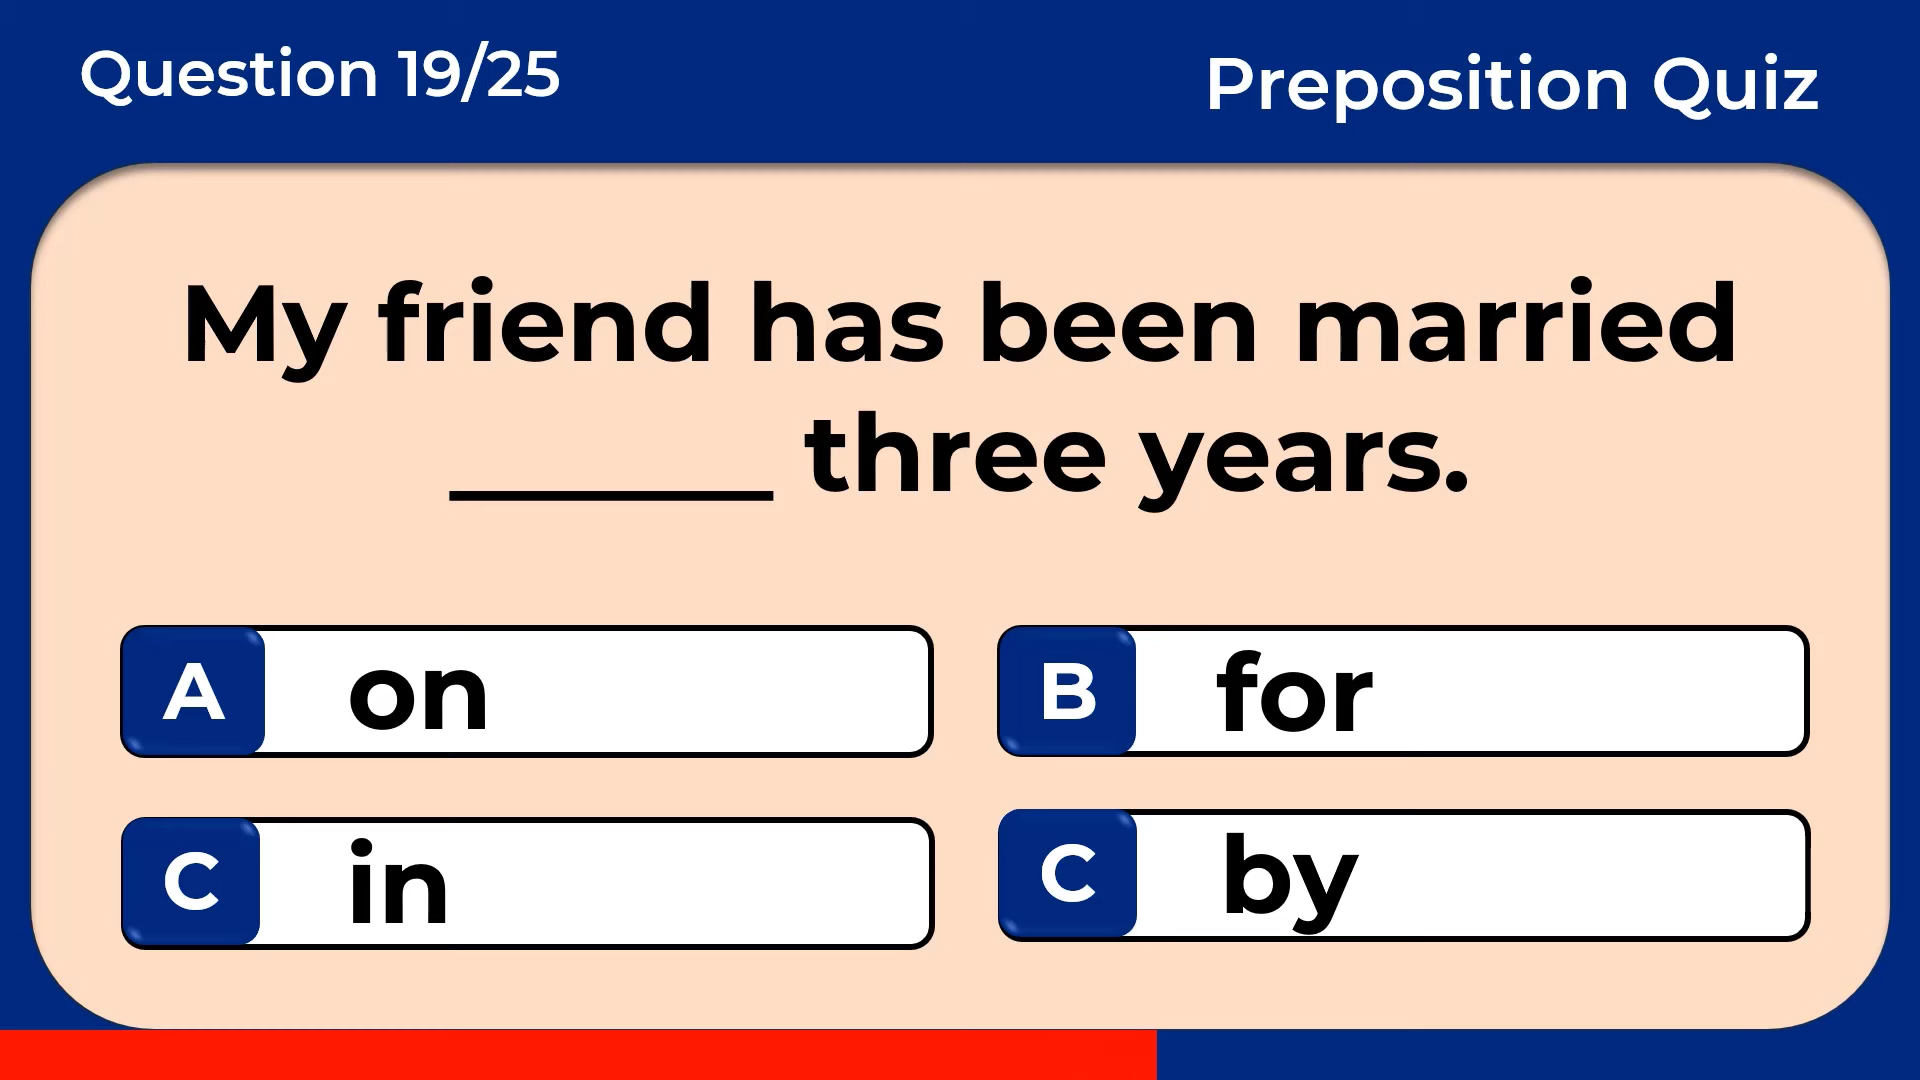 Question 19/25
Preposition Quiz
My friend has been married
______ three years.
A on
B for
C in
C by